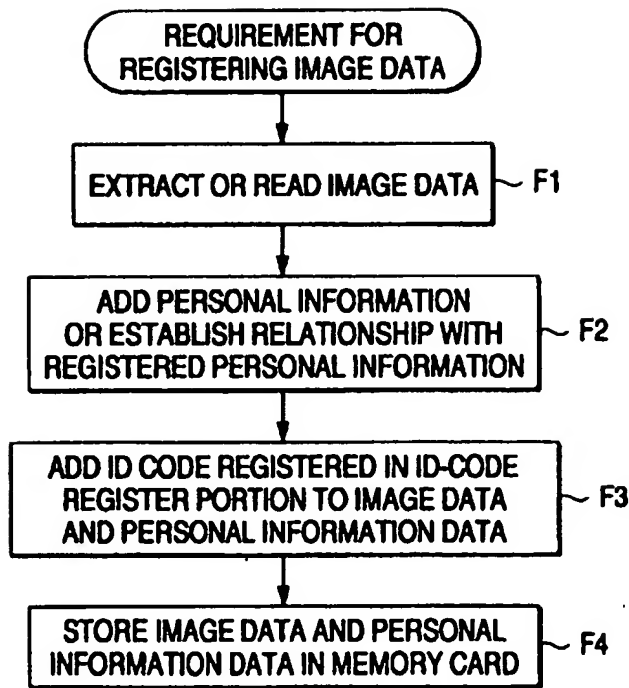 REQUIREMENT FOR
REGISTERING IMAGE DATA
EXTRACT OR READ IMAGE DATA
F1
ADD PERSONAL INFORMATION
OR ESTABLISH RELATIONSHIP WITH
REGISTERED PERSONAL INFORMATION
F2
ADD ID CODE REGISTERED IN ID-CODE
REGISTER PORTION TO IMAGE DATA
AND PERSONAL INFORMATION DATA
F3
STORE IMAGE DATA AND PERSONAL
INFORMATION DATA IN MEMORY CARD
F4